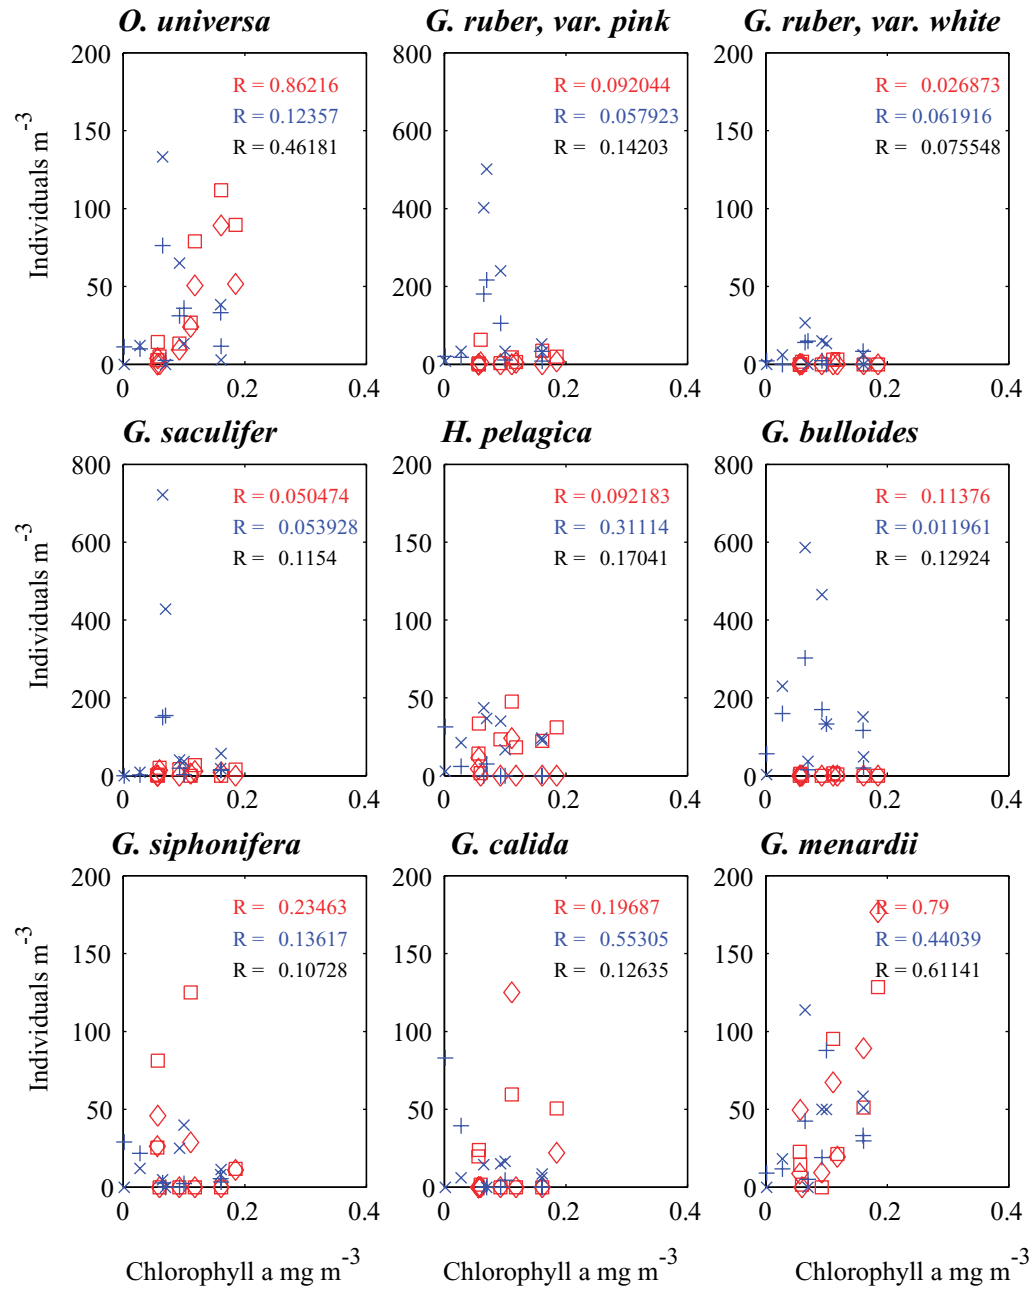 O. universa
G. ruber, var. pink
G. ruber, var. white
200
150
100
50
0
0
0.2
0.4
Individuals m-3
R = 0.86216
R = 0.12357
R = 0.46181
800
600
400
200
0
0
0.2
0.4
R = 0.092044
R = 0.057923
R = 0.14203
200
150
100
50
0
0
0.2
0.4
R = 0.026873
R = 0.061916
R = 0.075548
G. saculifer
H. pelagica
G. bulloides
800
600
400
200
0
0
0.2
0.4
Individuals m-3
R = 0.050474
R = 0.053928
R = 0.1154
200
150
100
50
0
0
0.2
0.4
R = 0.092183
R = 0.31114
R = 0.17041
800
600
400
200
0
0
0.2
0.4
R = 0.11376
R = 0.011961
R = 0.12924
G. siphonifera
G. calida
G. menardii
200
150
100
50
0
0
0.2
0.4
Individuals m-3
R = 0.23463
R = 0.13617
R = 0.10728
200
150
100
50
0
0
0.2
0.4
R = 0.19687
R = 0.55305
R = 0.12635
200
150
100
50
0
0
0.2
0.4
R = 0.79
R = 0.44039
R = 0.61141
Chlorophyll a mg m-3
Chlorophyll a mg m-3
Chlorophyll a mg m-3